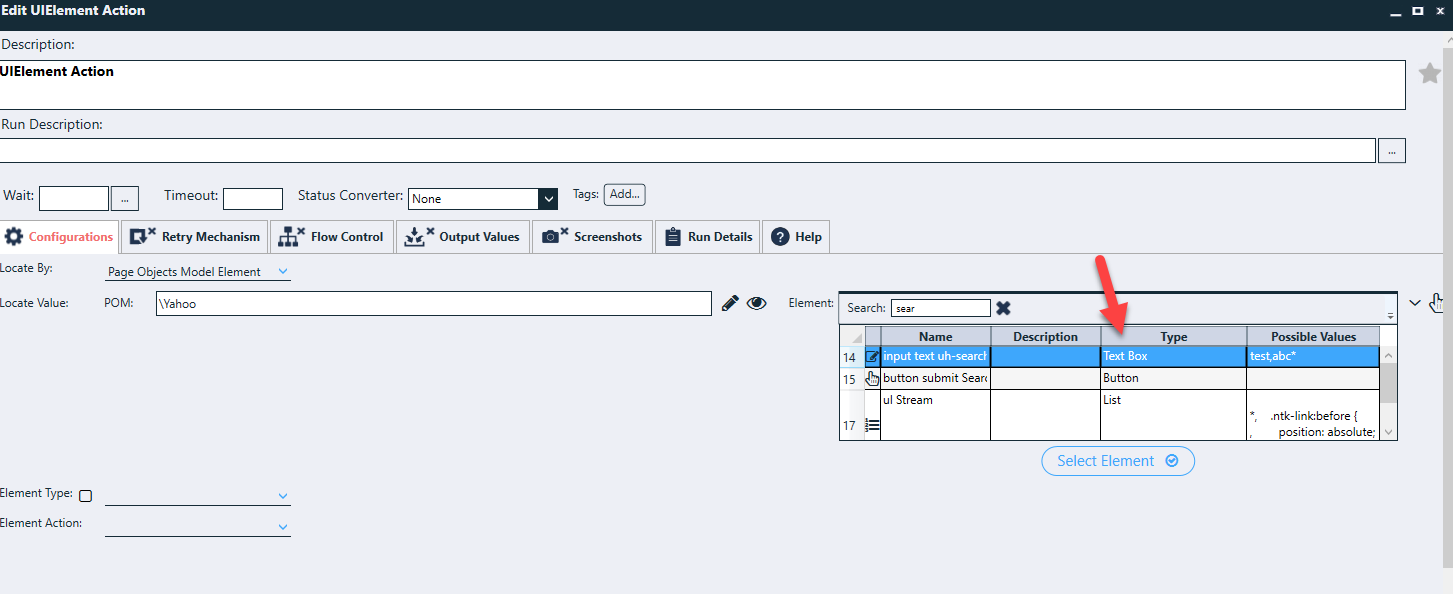 Edit UIElement Action
Description:
UIElement Action
Run Description:
...
Wait: ... Timeout: Status Converter: None Tags: Add...
Configurations Retry Mechanism Flow Control Output Values Screenshots Run Details ? Help
Locate By: Page Objects Model Element
Locate Value: POM: \Yahoo Element: Search: sear
Name Description Type Possible Values
14 input text uh-search Text Box test,abc*
15 button submit Searc Button
17 ul Stream List
*, .ntk-link:before {
, position: absolute;
Select Element
Element Type:
Element Action: